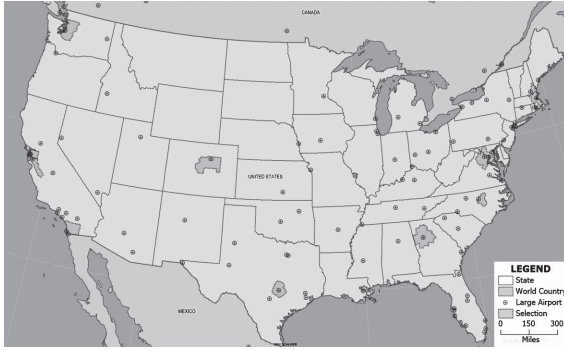 CANADA
UNITED STATES
MEXICO
LEGEND
State
World Country
Large Airport
Selection
0 150 300
Miles